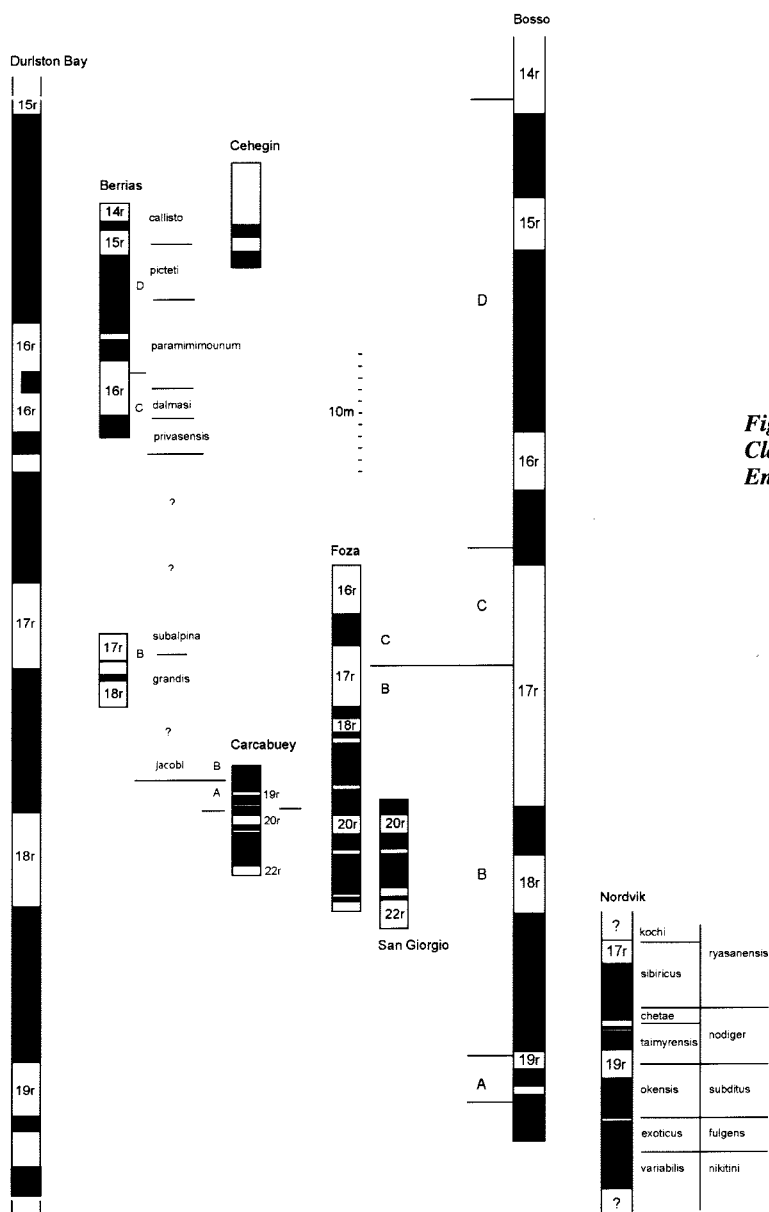 Bosso
Durlston Bay
14r
15r
Cehegin
Berrias
14r
callisto
15r
15r
picteti
D
D
16r
paramimimounum
16r
16r
C
dalmasi
10m
privasensis
16r
Fig
Cl
En
?
Foza
?
16r
C
17r
subalpina
C
17r
B
17r
B
17r
grandis
18r
18r
?
Carcabuey
jacobi
B
A
19r
20r
20r
20r
18r
B
18r
22r
22r
Nordvik
San Giorgio
?
kochi
17r
ryasanensis
sibiricus
chetae
nodiger
taimyrensis
19r
19r
19r
A
okensis
subditus
exoticus
fulgens
variabilis
nikitini
?